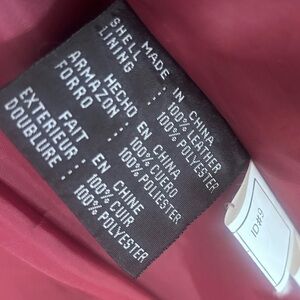 MADE IN CHINA
SHELL : 100% LEATHER
LINING : 100% POLYESTER
HECHO EN CHINA
ARMAZON : 100% CUERO
FORRO : 100% POLYESTER
FAIT EN CHINE
EXTERIEUR : 100% CUIR
DOUBLURE : 100% POLYESTER